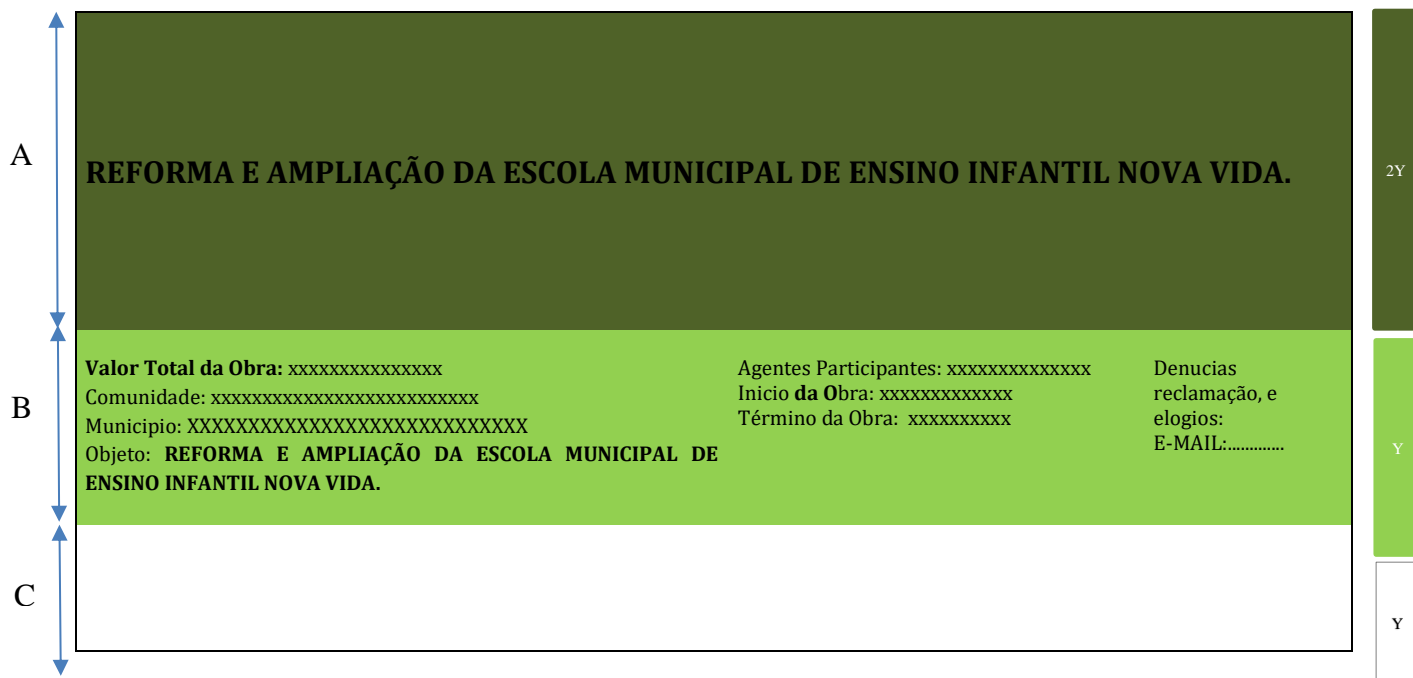 A
REFORMA E AMPLIAÇÃO DA ESCOLA MUNICIPAL DE ENSINO INFANTIL NOVA VIDA.
2Y
B
Valor Total da Obra: xxxxxxxxxxxxxxx
Comunidade: xxxxxxxxxxxxxxxxxxxxxxxxxx
Municipio: XXXXXXXXXXXXXXXXXXXXXXXXXXX
Objeto: REFORMA E AMPLIAÇÃO DA ESCOLA MUNICIPAL DE
ENSINO INFANTIL NOVA VIDA.
Agentes Participantes: xxxxxxxxxxxxxx
Inicio da Obra: xxxxxxxxxxxxx
Término da Obra: xxxxxxxxxx
Denucias
reclamação, e
elogios:
E-MAIL:.............
Y
C
Y